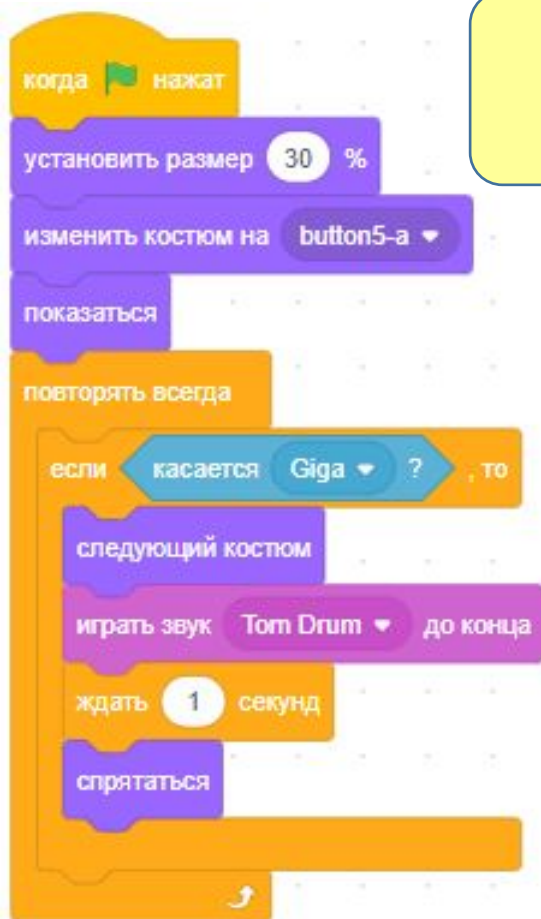 когда нажат
установить размер 30 %
изменить костюм на button5-a
показаться
повторять всегда
если касается Giga ? , то
следующий костюм
играть звук Tom Drum до конца
ждать 1 секунд
спрятаться